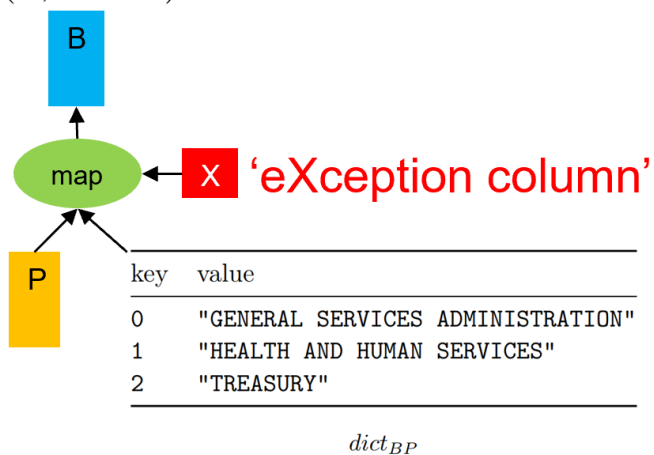 B
map
X 'eXception column'
P
key value
0 "GENERAL SERVICES ADMINISTRATION"
1 "HEALTH AND HUMAN SERVICES"
2 "TREASURY"
dict_BP